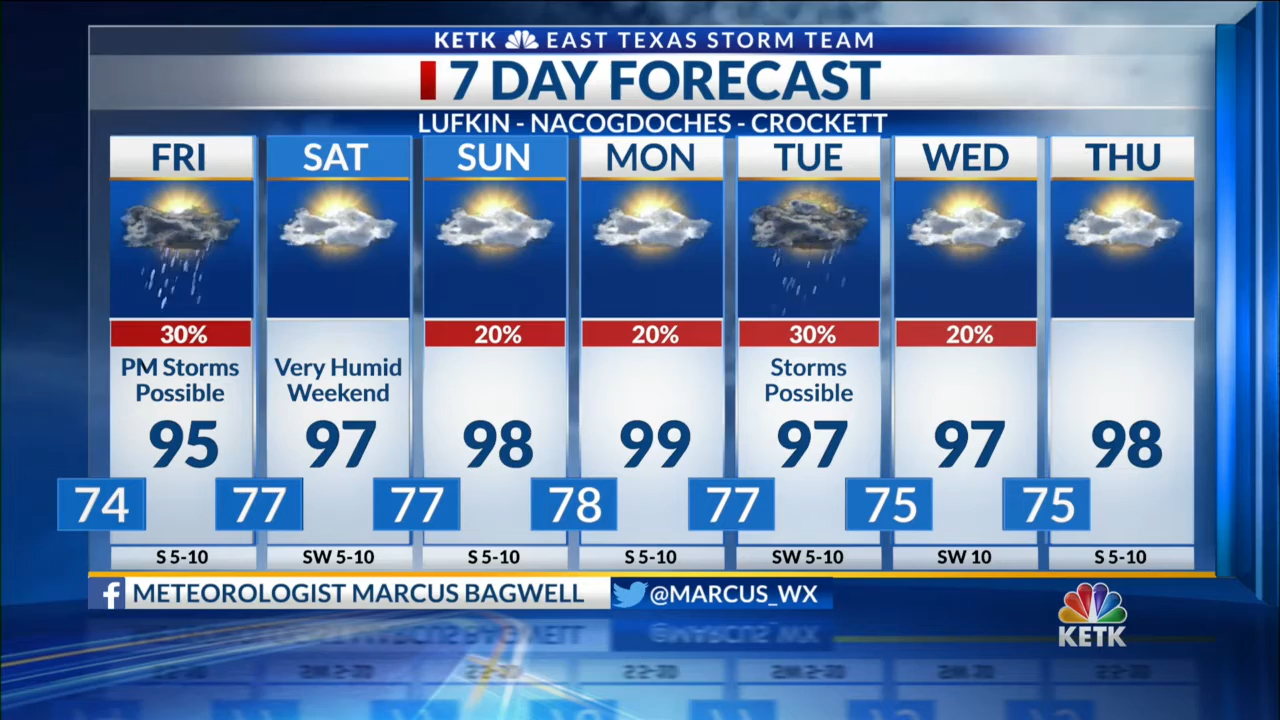 KETK EAST TEXAS STORM TEAM
7 DAY FORECAST
LUFKIN - NACOGDOCHES - CROCKETT
FRI SAT SUN MON TUE WED THU
30% 20% 20% 30% 20%
PM Storms Possible
Very Humid Weekend
Storms Possible
95 97 98 99 97 97 98
74 77 77 78 77 75 75
S 5-10 SW 5-10 S 5-10 S 5-10 SW 5-10 SW 10 S 5-10
METEOROLOGIST MARCUS BAGWELL @MARCUS_WX
KETK